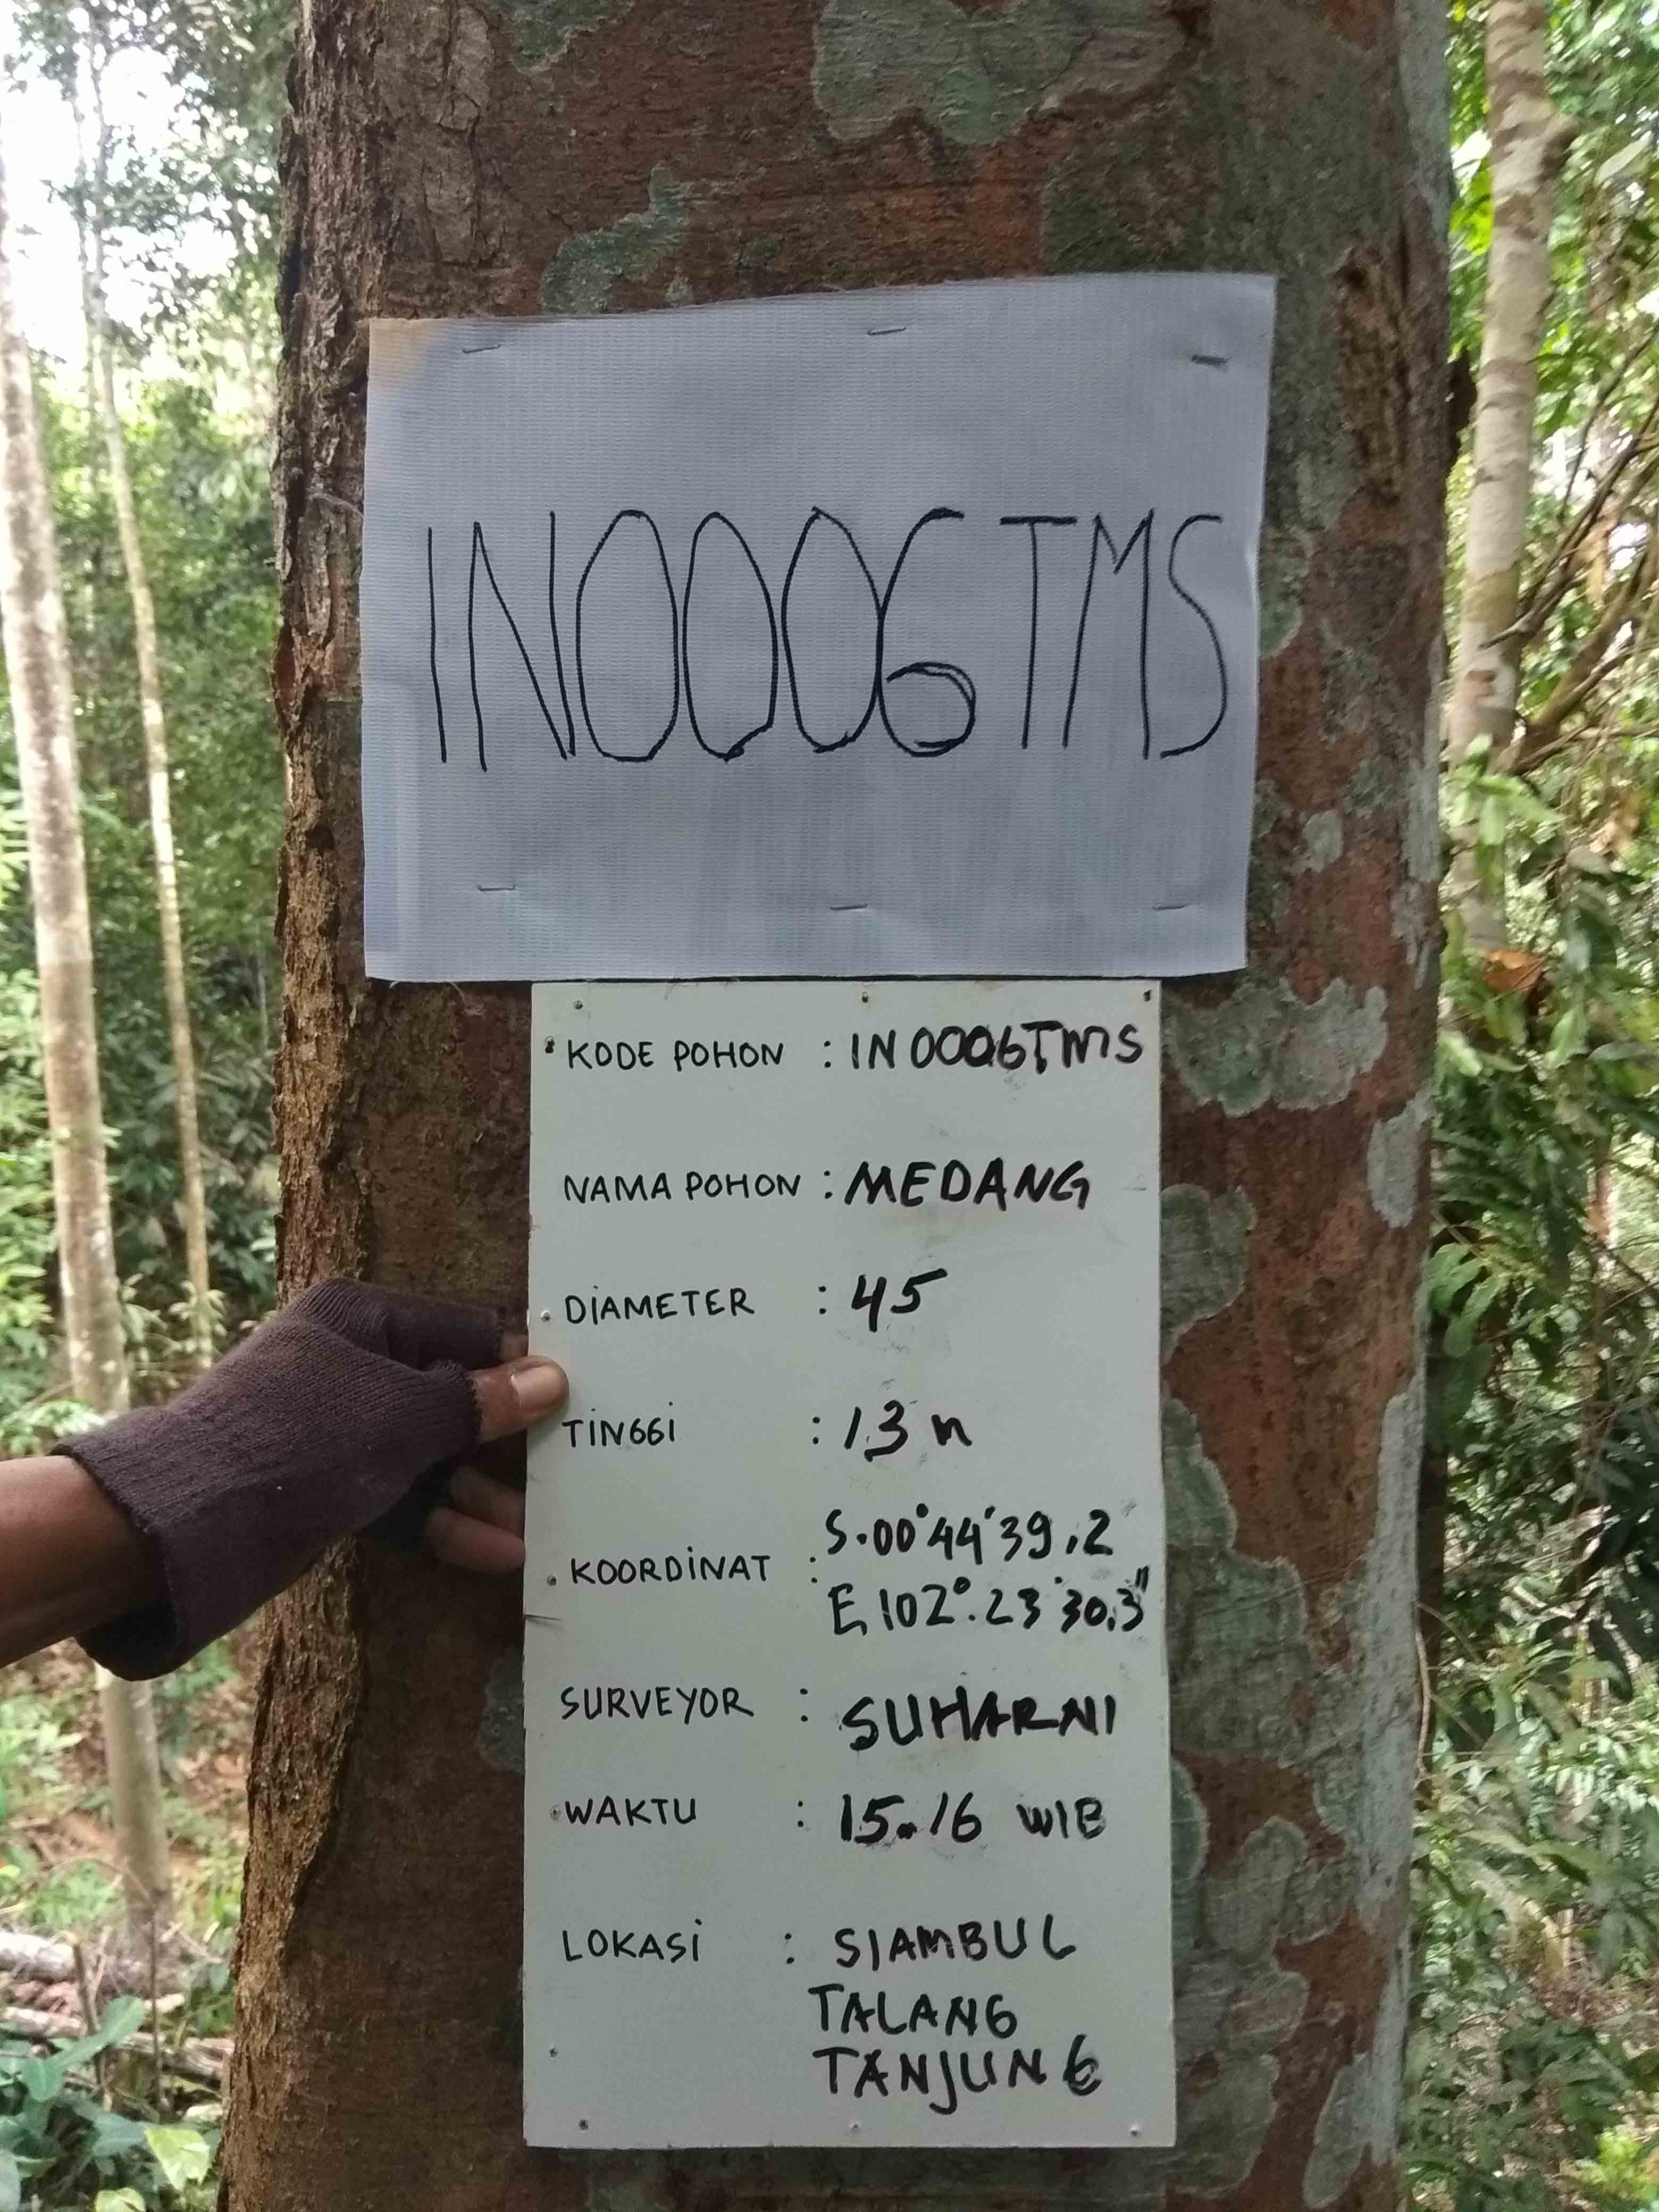 IN0006TMS
KODE POHON : IN0006TMS
NAMA POHON : MEDANG
DIAMETER : 45
TINGGI : 13 m
KOORDINAT : S.00°44'39,2
E 102°.23'30.3"
SURVEYOR : SUHARNI
WAKTU : 15.16 WIB
LOKASI : SIAMBUL
TALANG
TANJUNG